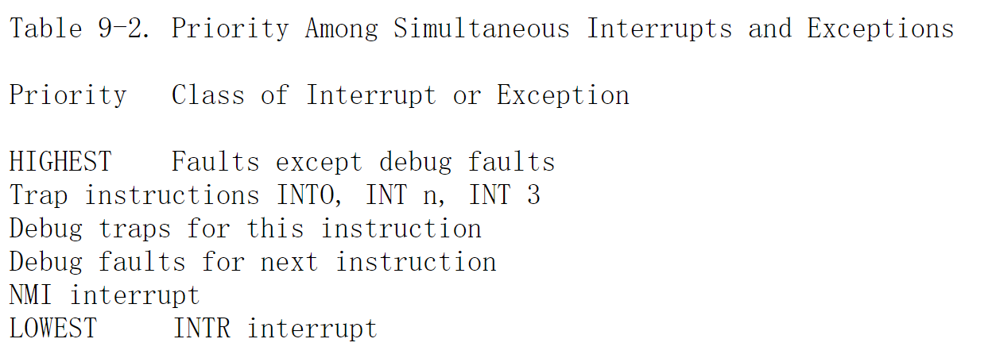 Table 9-2. Priority Among Simultaneous Interrupts and Exceptions
Priority   Class of Interrupt or Exception
HIGHEST    Faults except debug faults
Trap instructions INTO, INT n, INT 3
Debug traps for this instruction
Debug faults for next instruction
NMI interrupt
LOWEST     INTR interrupt